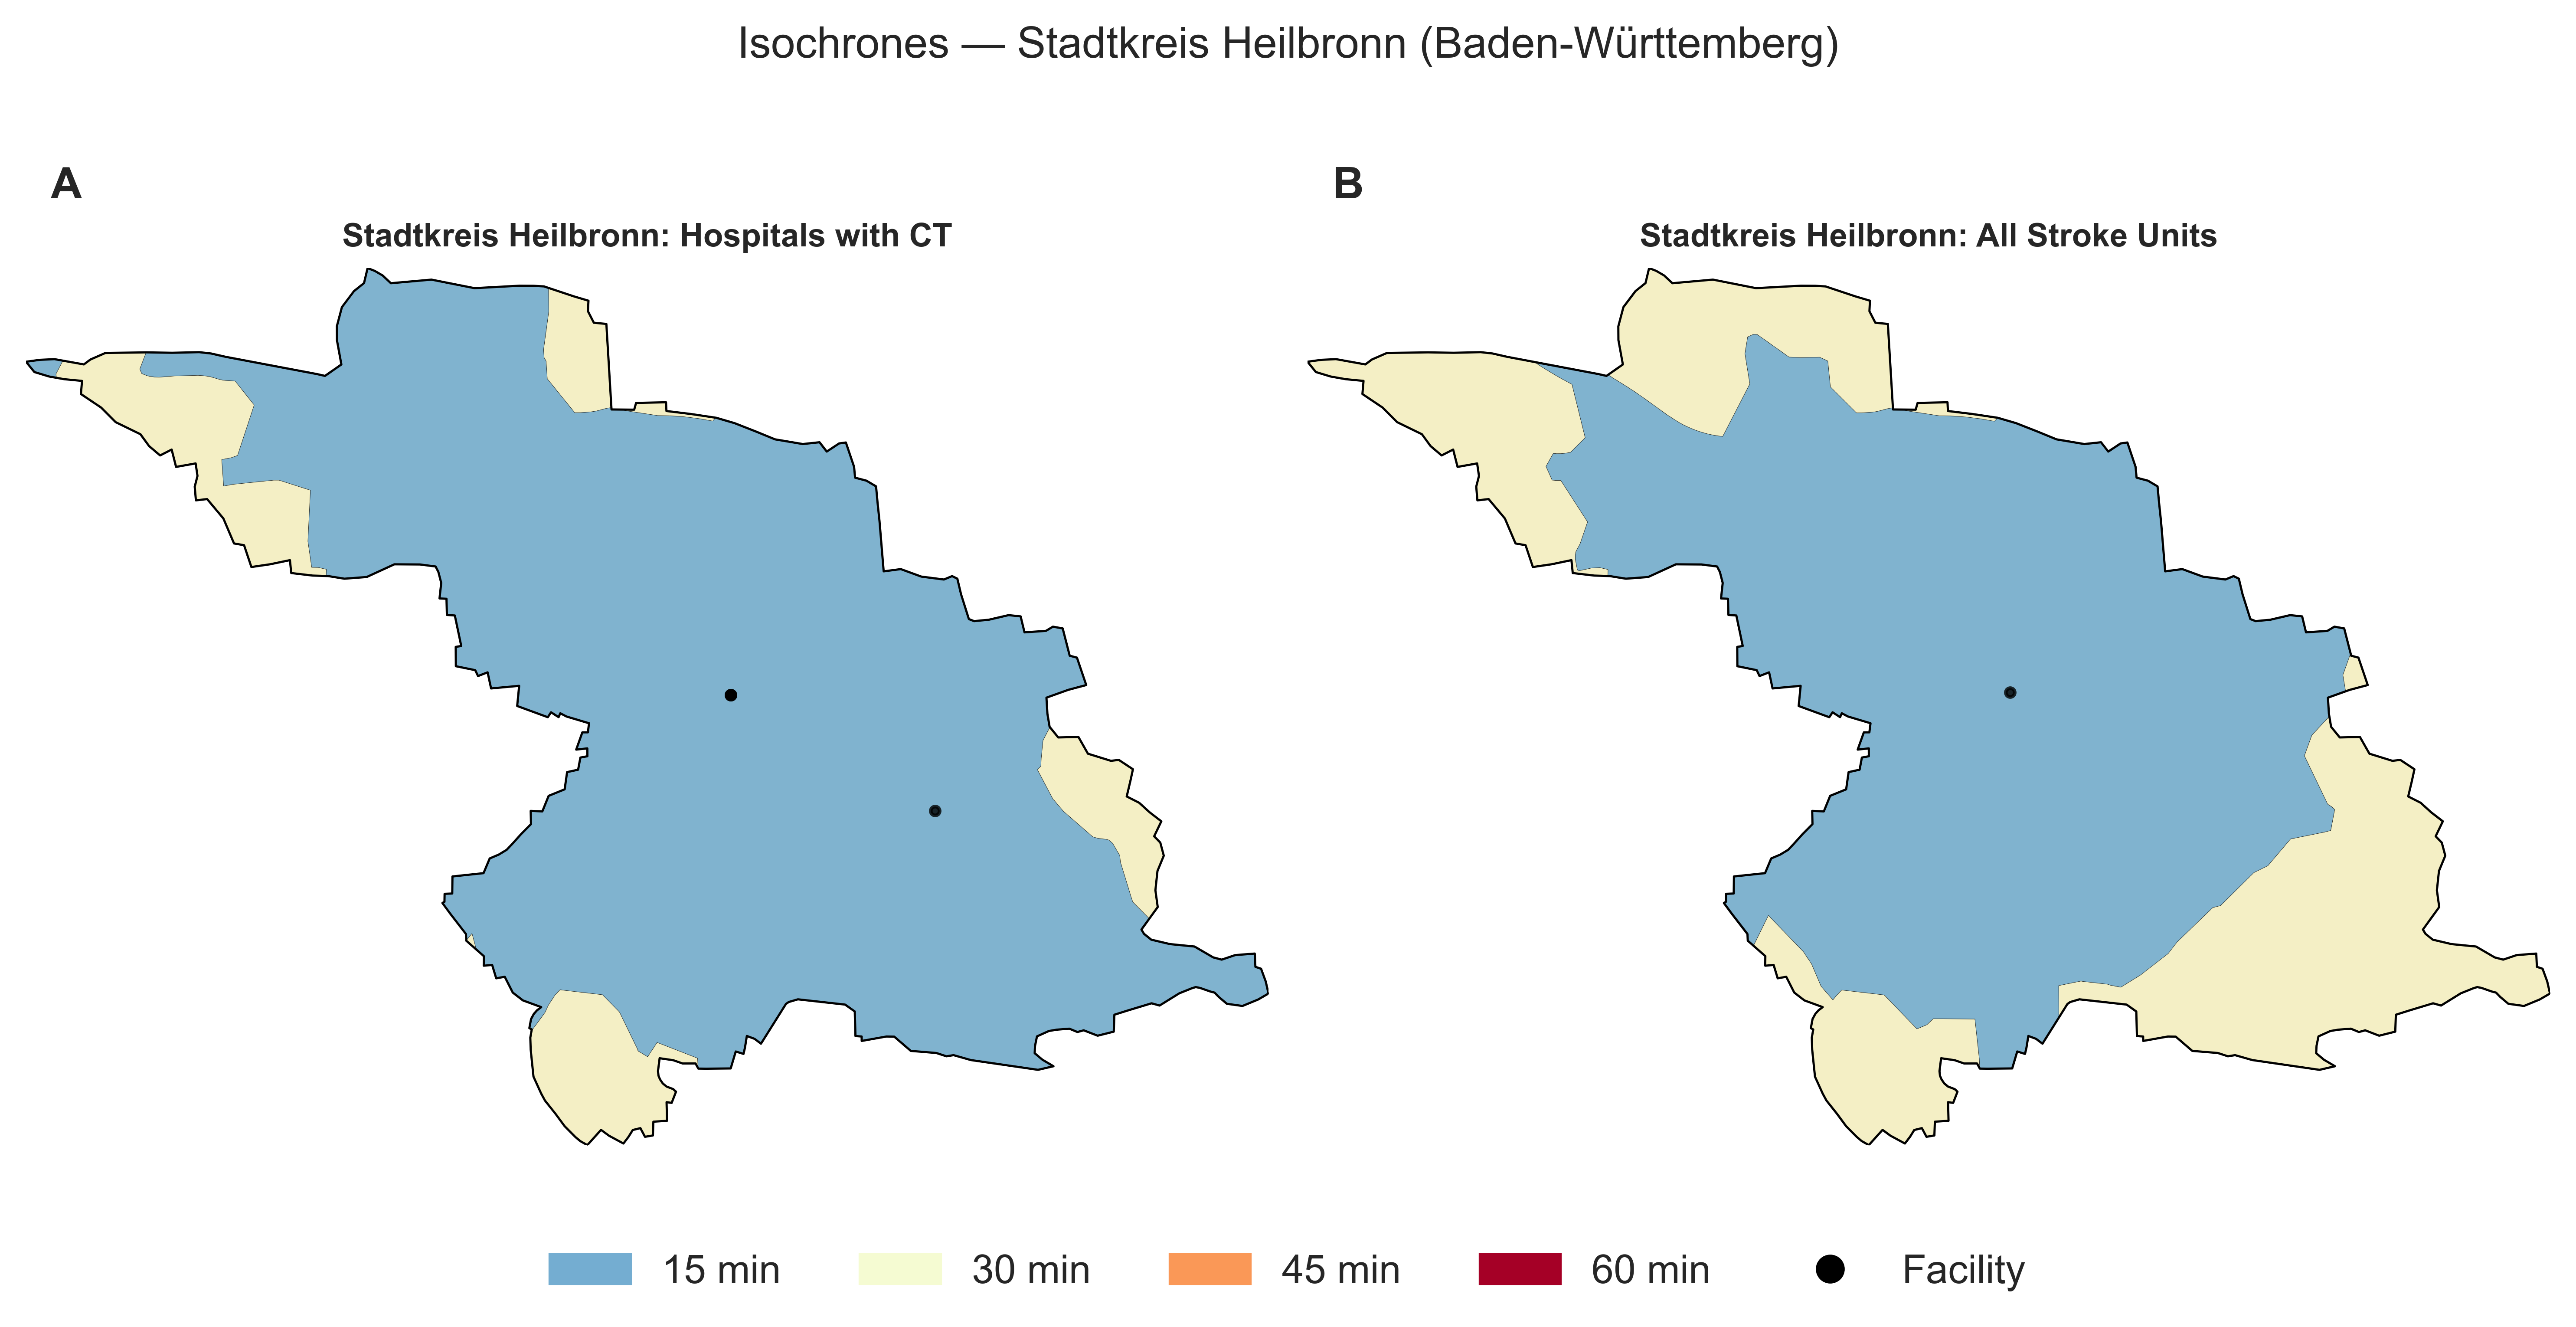 Isochrones — Stadtkreis Heilbronn (Baden-Württemberg)
A
B
Stadtkreis Heilbronn: Hospitals with CT
Stadtkreis Heilbronn: All Stroke Units
15 min
30 min
45 min
60 min
Facility